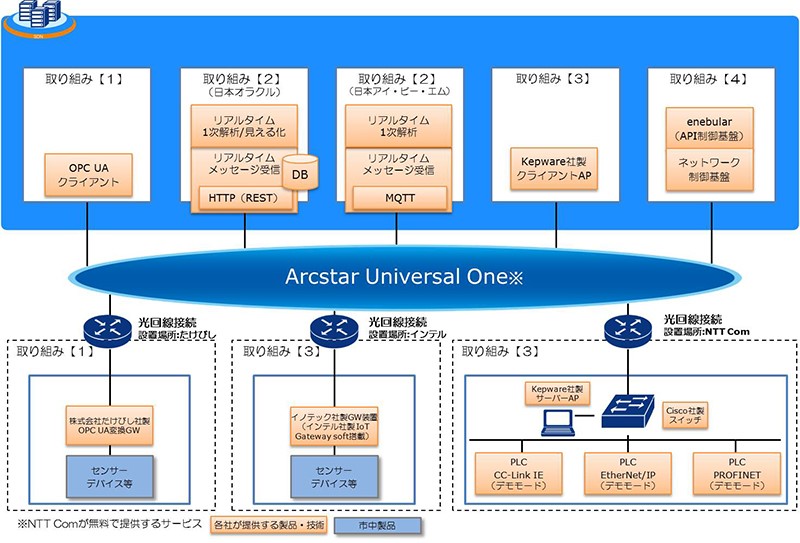 SDN
取り組み【1】
OPC UA
クライアント
取り組み【2】
（日本オラクル）
リアルタイム
1次解析/見える化
リアルタイム
メッセージ受信
DB
HTTP（REST）
取り組み【2】
（日本アイ・ビー・エム）
リアルタイム
1次解析
リアルタイム
メッセージ受信
MQTT
取り組み【3】
Kepware社製
クライアントAP
取り組み【4】
enebular
（API制御基盤）
ネットワーク
制御基盤
Arcstar Universal One※
光回線接続
設置場所:たけびし
取り組み【1】
株式会社たけびし社製
OPC UA変換GW
センサー
デバイス等
光回線接続
設置場所:インテル
取り組み【3】
イノテック社製GW装置
（インテル社製 IoT
Gateway soft搭載）
センサー
デバイス等
光回線接続
設置場所:NTT Com
取り組み【3】
Kepware社製
サーバーAP
Cisco社製
スイッチ
PLC
CC-Link IE
（デモモード）
PLC
EtherNet/IP
（デモモード）
PLC
PROFINET
（デモモード）
※NTT Comが無料で提供するサービス
各社が提供する製品・技術
市中製品